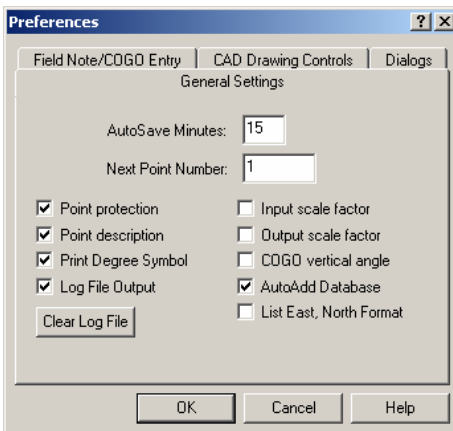 Preferences ? X
Field Note/COGO Entry CAD Drawing Controls Dialogs
General Settings
AutoSave Minutes: 15
Next Point Number: 1
Point protection Input scale factor
Point description Output scale factor
Print Degree Symbol COGO vertical angle
Log File Output AutoAdd Database
Clear Log File List East, North Format
OK Cancel Help